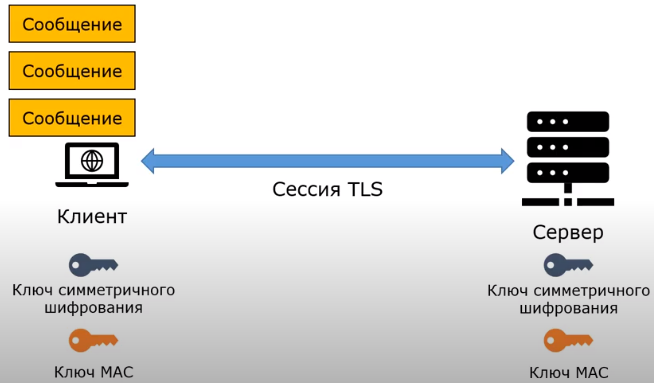 Сообщение
Сообщение
Сообщение
Сессия TLS
Клиент
Сервер
Ключ симметричного
шифрования
Ключ симметричного
шифрования
Ключ MAC
Ключ MAC